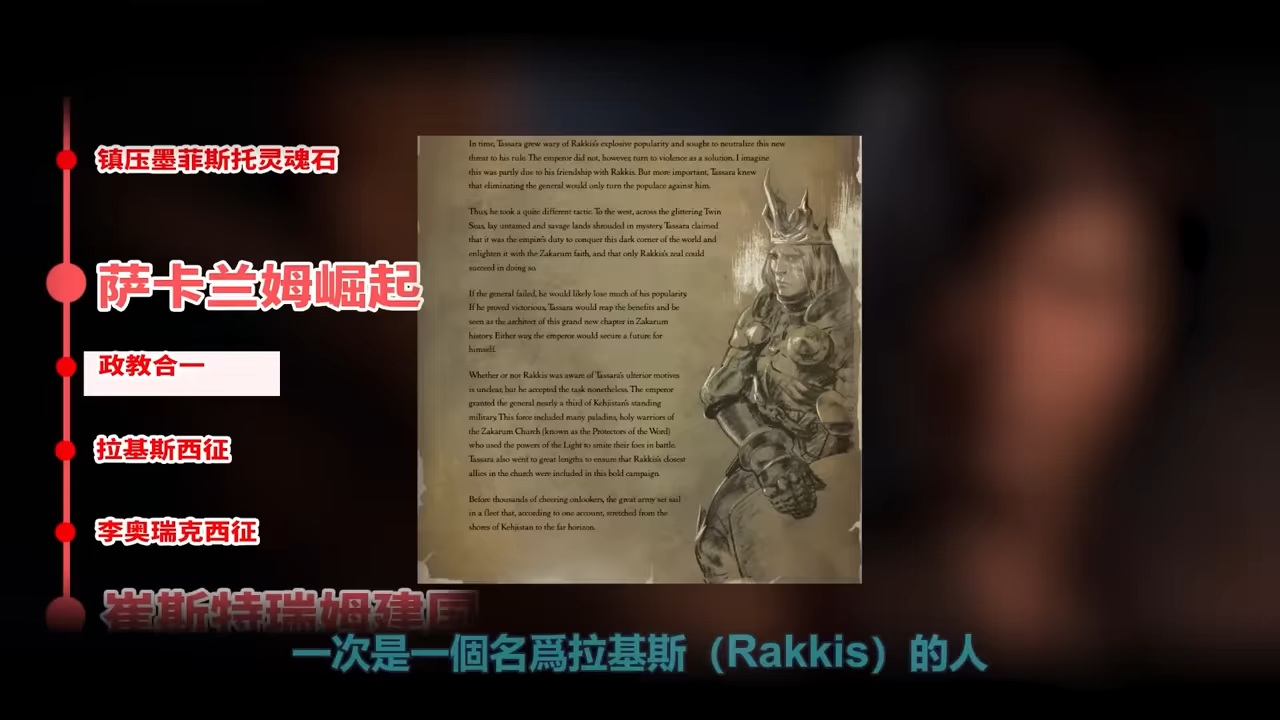 镇压墨菲斯托灵魂石
萨卡兰姆崛起
政教合一
拉基斯西征
李奥瑞克西征
崔斯特瑞姆建国
In time, Tassara grew wary of Rakkis's explosive popularity and sought to neutralize this new
threat to his rule. The emperor did not, however, turn to violence as a solution. I imagine
this was partly due to his friendship with Rakkis. But more important, Tassara knew
that eliminating the general would only turn the populace against him.
Thus, he took a quite different tactic. To the west, across the glittering Twin
Seas, lay untamed and savage lands shrouded in mystery. Tassara claimed
that it was the empire's duty to conquer this dark corner of the world and
enlighten it with the Zakarum faith, and that only Rakkis's zeal could
succeed in doing so.
If the general failed, he would likely lose much of his popularity.
If he proved victorious, Tassara would reap the benefits and be
seen as the architect of this grand new chapter in Zakarum
history. Either way, the emperor would secure a future for
himself.
Whether or not Rakkis was aware of Tassara's ulterior motives
is unclear, but he accepted the task nonetheless. The emperor
granted the general nearly a third of Kehjistan's standing
military. This force included many paladins, holy warriors of
the Zakarum Church (known as the Protectors of the Word)
who used the powers of the Light to smite their foes in battle.
Tassara also went to great lengths to ensure that Rakkis's closest
allies in the church were included in this bold campaign.
Before thousands of cheering onlookers, the great army set sail
in a fleet that, according to one account, stretched from the
shores of Kehjistan to the far horizon.
一次是一個名爲拉基斯（Rakkis）的人